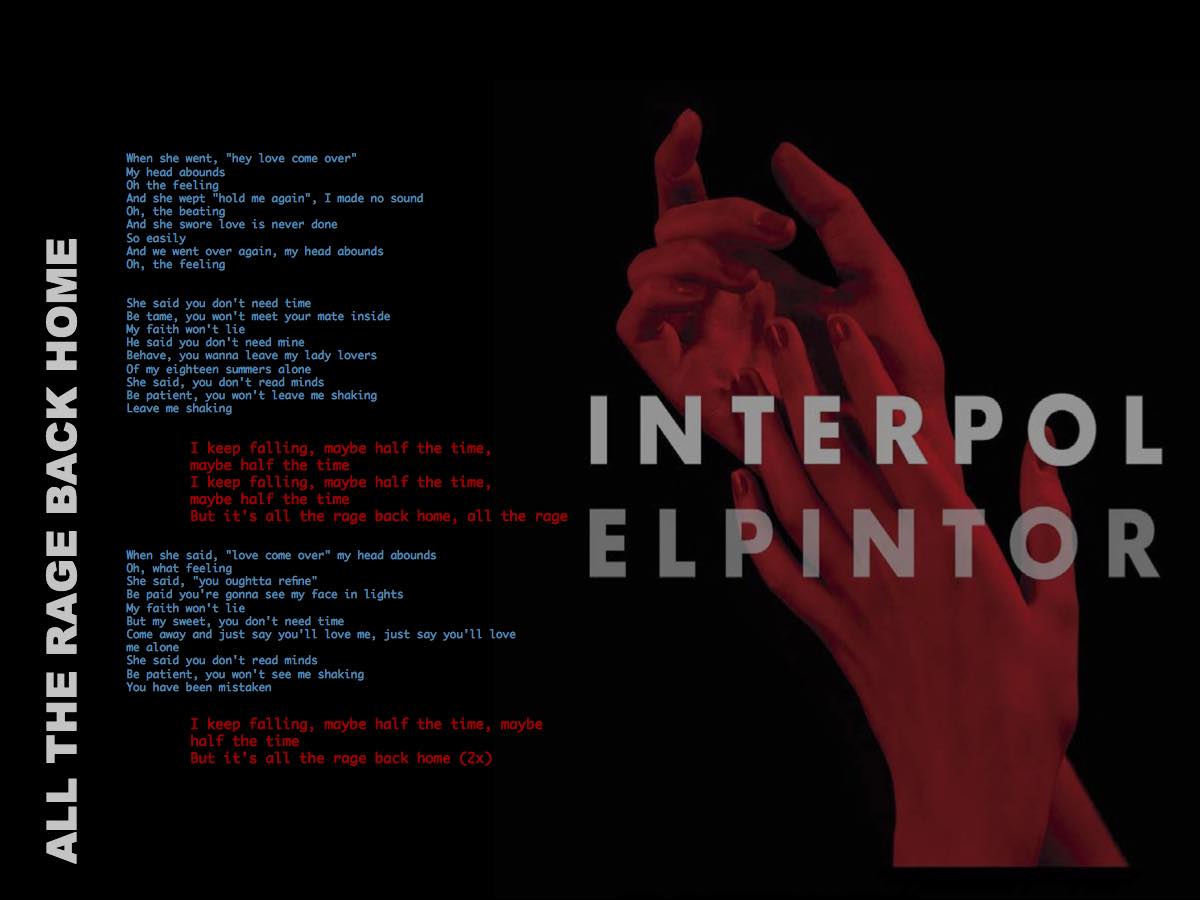 ALL THE RAGE BACK HOME
When she went, "hey love come over"
My head abounds
Oh the feeling
And she wept "hold me again", I made no sound
Oh, the beating
And she swore love is never done
So easily
And we went over again, my head abounds
Oh, the feeling
She said you don't need time
Be tame, you won't meet your mate inside
My faith won't lie
He said you don't need mine
Behave, you wanna leave my lady lovers
Of my eighteen summers alone
She said, you don't read minds
Be patient, you won't leave me shaking
Leave me shaking
I keep falling, maybe half the time,
maybe half the time
I keep falling, maybe half the time,
maybe half the time
But it's all the rage back home, all the rage
When she said, "love come over" my head abounds
Oh, what feeling
She said, "you oughtta refine"
Be paid you're gonna see my face in lights
My faith won't lie
But my sweet, you don't need time
Come away and just say you'll love me, just say you'll love
me alone
She said you don't read minds
Be patient, you won't see me shaking
You have been mistaken
I keep falling, maybe half the time, maybe
half the time
But it's all the rage back home (2x)
INTERPOL
ELPINTOR